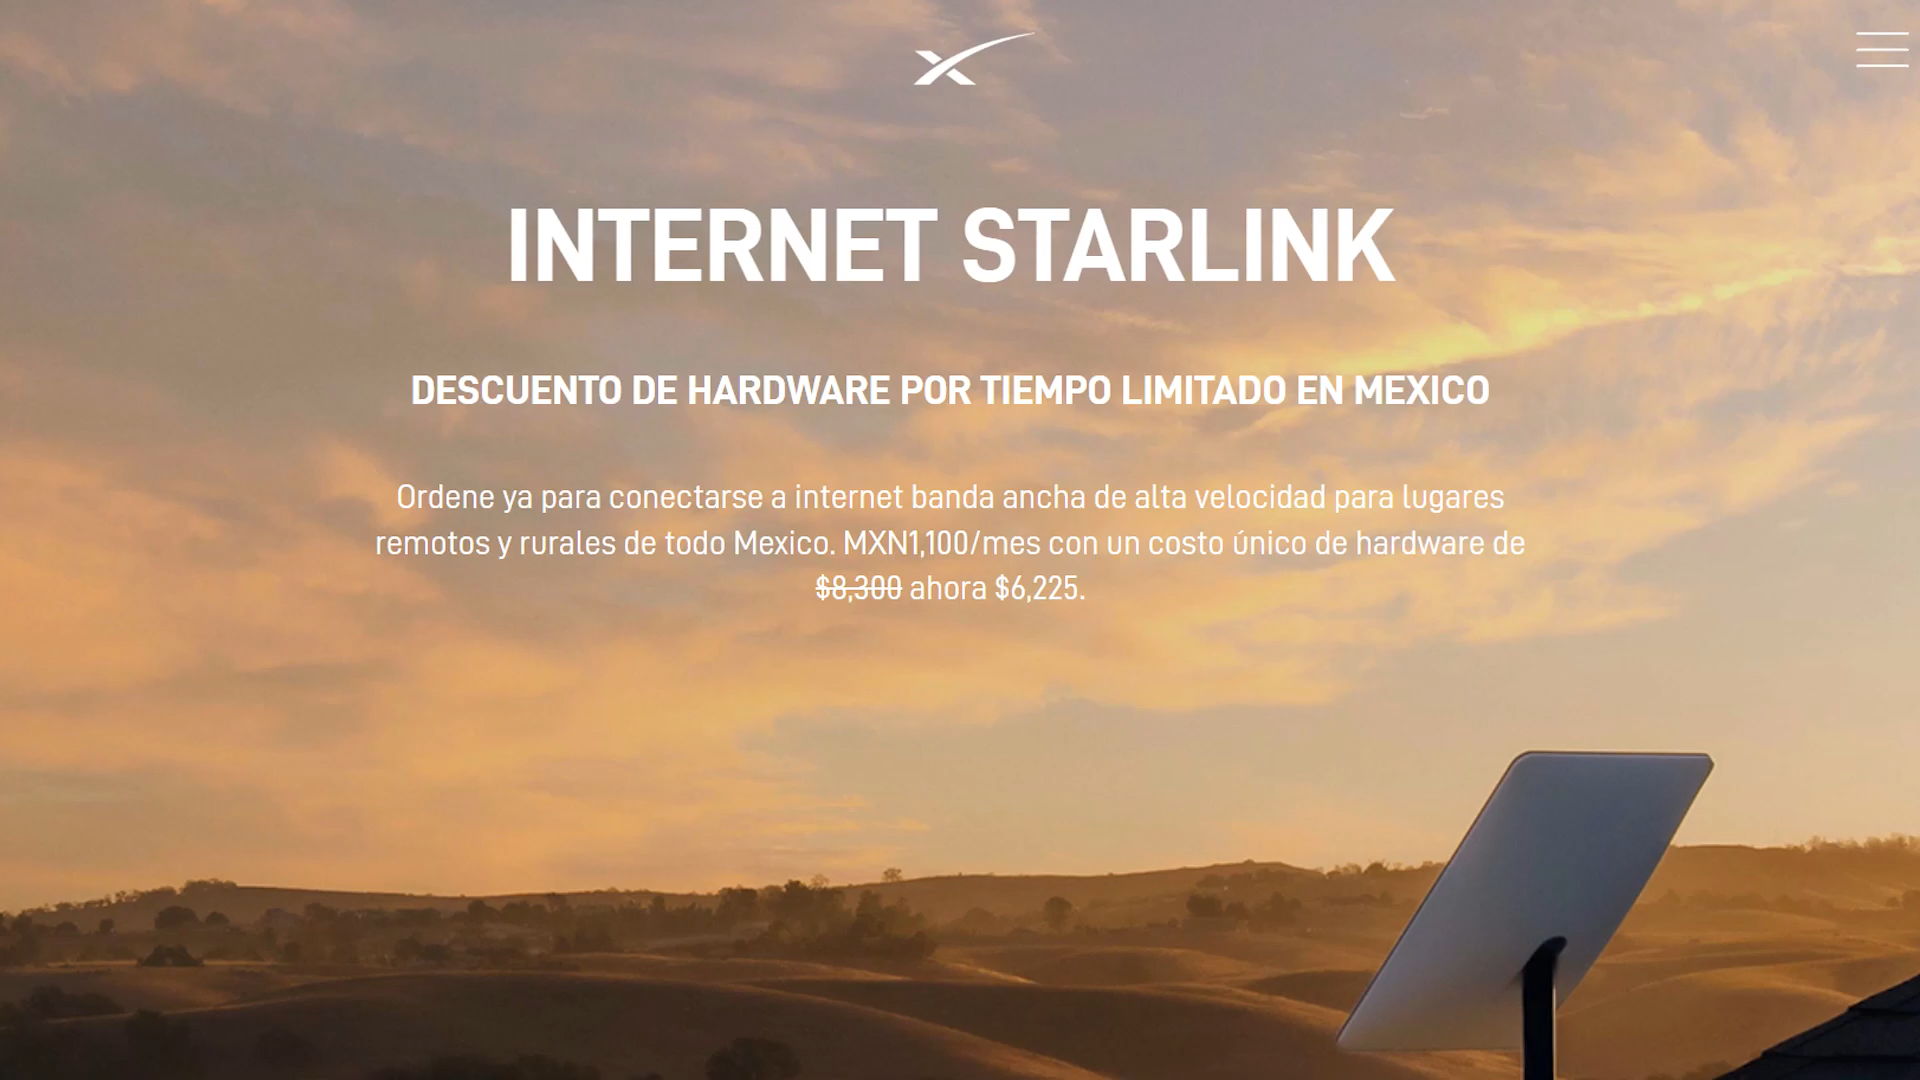 INTERNET STARLINK
DESCUENTO DE HARDWARE POR TIEMPO LIMITADO EN MEXICO
Ordene ya para conectarse a internet banda ancha de alta velocidad para lugares
remotos y rurales de todo Mexico. MXN1,100/mes con un costo único de hardware de
$8,300 ahora $6,225.